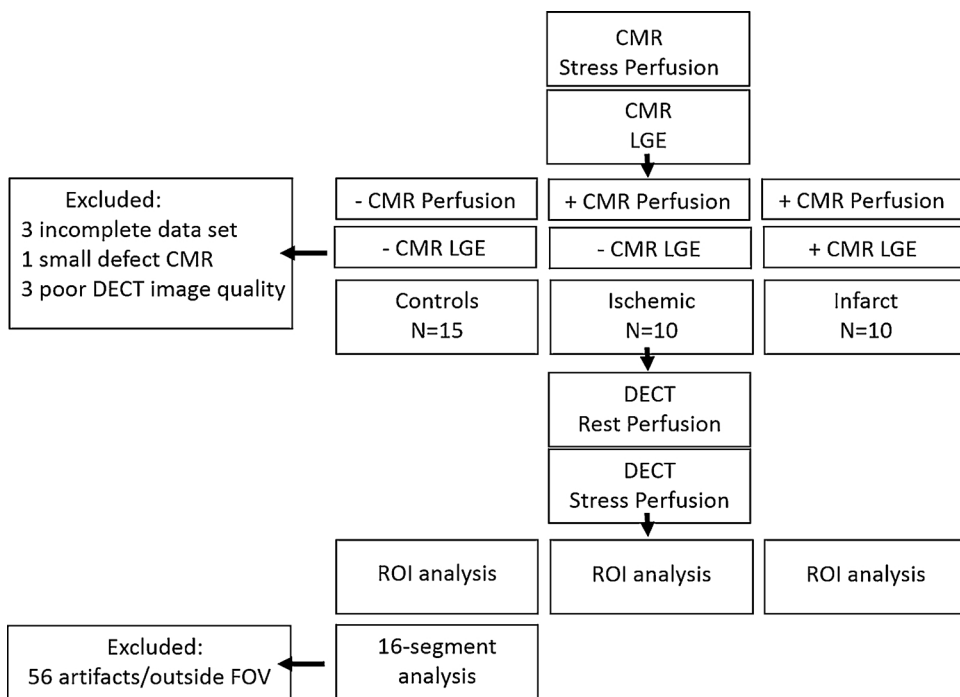 CMR
Stress Perfusion
CMR
LGE
Excluded:
3 incomplete data set
1 small defect CMR
3 poor DECT image quality
- CMR Perfusion
+ CMR Perfusion
+ CMR Perfusion
- CMR LGE
- CMR LGE
+ CMR LGE
Controls
N=15
Ischemic
N=10
Infarct
N=10
DECT
Rest Perfusion
DECT
Stress Perfusion
ROI analysis
ROI analysis
ROI analysis
Excluded:
56 artifacts/outside FOV
16-segment
analysis